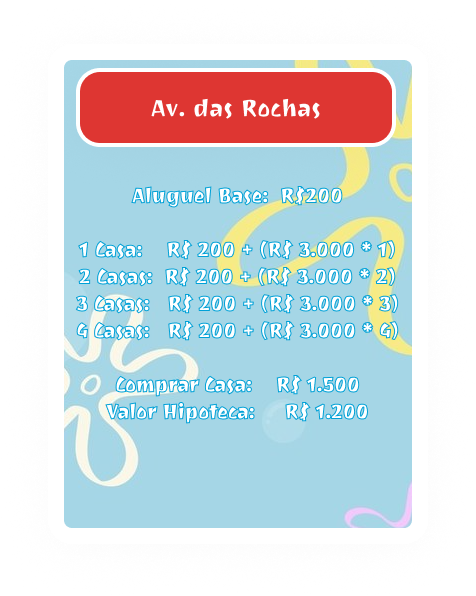 Av. das Rochas
Aluguel Base: R$200
1 Casa: R$ 200 + (R$ 3.000 * 1)
2 Casas: R$ 200 + (R$ 3.000 * 2)
3 Casas: R$ 200 + (R$ 3.000 * 3)
4 Casas: R$ 200 + (R$ 3.000 * 4)
Comprar Casa: R$ 1.500
Valor Hipoteca: R$ 1.200